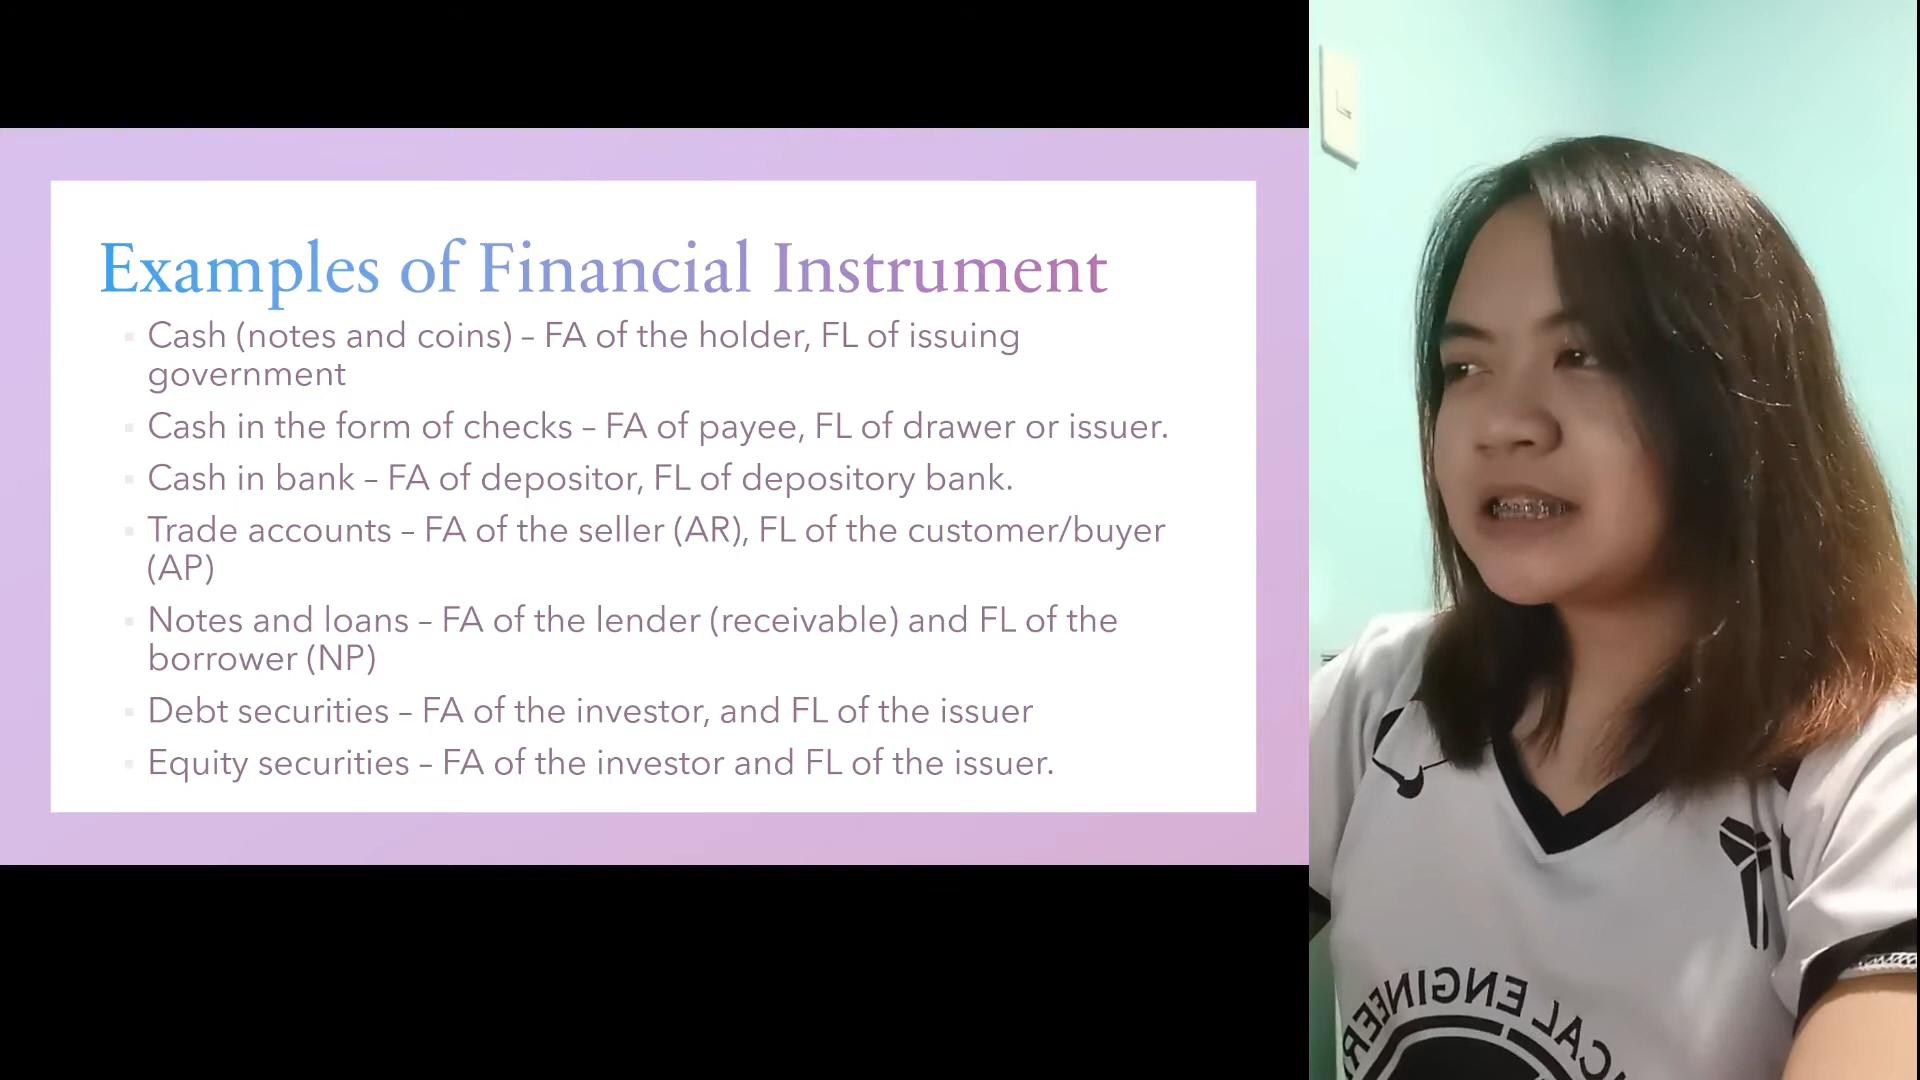 Examples of Financial Instrument
Cash (notes and coins) – FA of the holder, FL of issuing
government
Cash in the form of checks – FA of payee, FL of drawer or issuer.
Cash in bank – FA of depositor, FL of depository bank.
Trade accounts – FA of the seller (AR), FL of the customer/buyer
(AP)
Notes and loans – FA of the lender (receivable) and FL of the
borrower (NP)
Debt securities – FA of the investor, and FL of the issuer
Equity securities – FA of the investor and FL of the issuer.